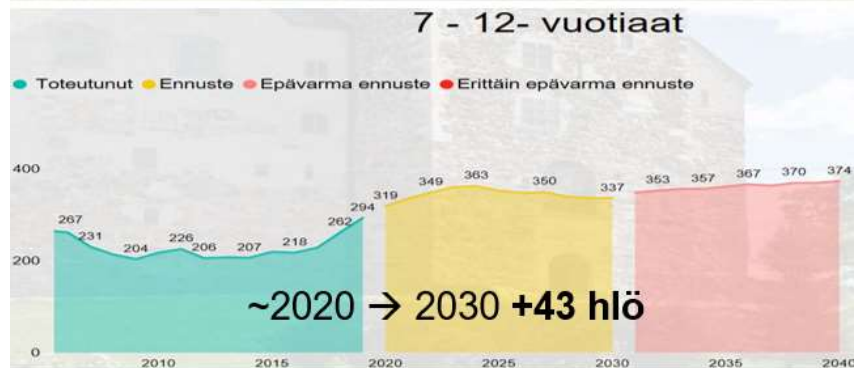 7 - 12- vuotiaat
Toteutunut Ennuste Epävarma ennuste Erittäin epävarma ennuste
400
267 231 204 226 206 207 218 262 294 319 349 363 350 337 353 357 367 370 374
200
~2020 → 2030 +43 hlö
0
2010 2015 2020 2025 2030 2035 2040